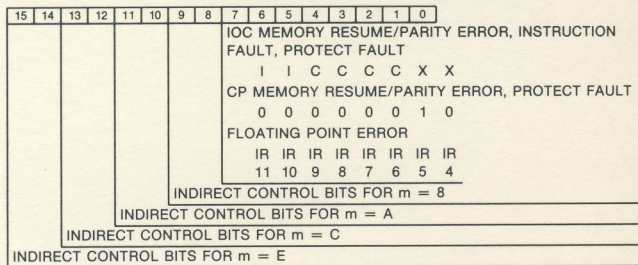 15 14 13 12 11 10 9 8 7 6 5 4 3 2 1 0
IOC MEMORY RESUME/PARITY ERROR, INSTRUCTION
FAULT, PROTECT FAULT
I I C C C C X X
CP MEMORY RESUME/PARITY ERROR, PROTECT FAULT
0 0 0 0 0 0 1 0
FLOATING POINT ERROR
IR IR IR IR IR IR IR IR
11 10 9 8 7 6 5 4
INDIRECT CONTROL BITS FOR m = 8
INDIRECT CONTROL BITS FOR m = A
INDIRECT CONTROL BITS FOR m = C
INDIRECT CONTROL BITS FOR m = E